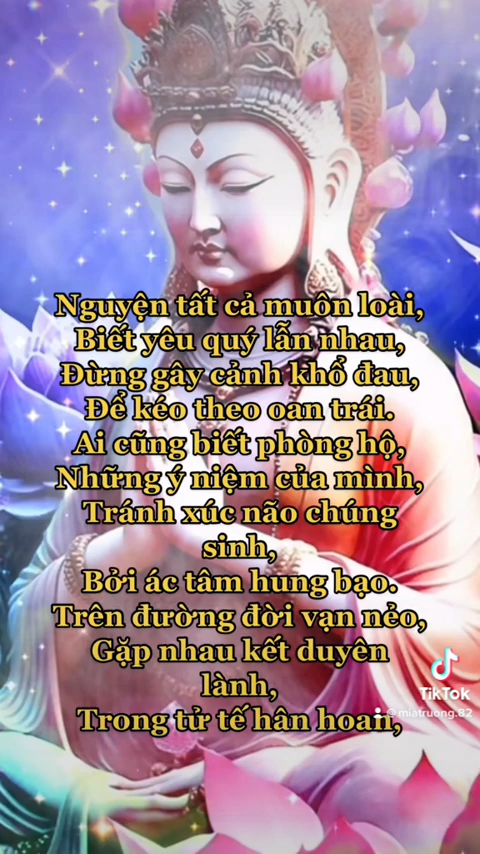 Nguyện tất cả muôn loài,
Biết yêu quý lẫn nhau,
Đừng gây cảnh khổ đau,
Để kéo theo oan trái.
Ai cũng biết phòng hộ,
Những ý niệm của mình,
Tránh xúc não chúng
sinh,
Bởi ác tâm hung bạo.
Trên đường đời vạn nẻo,
Gặp nhau kết duyên
lành,
Trong tử tế hân hoan,
TikTok
@miatruong.82